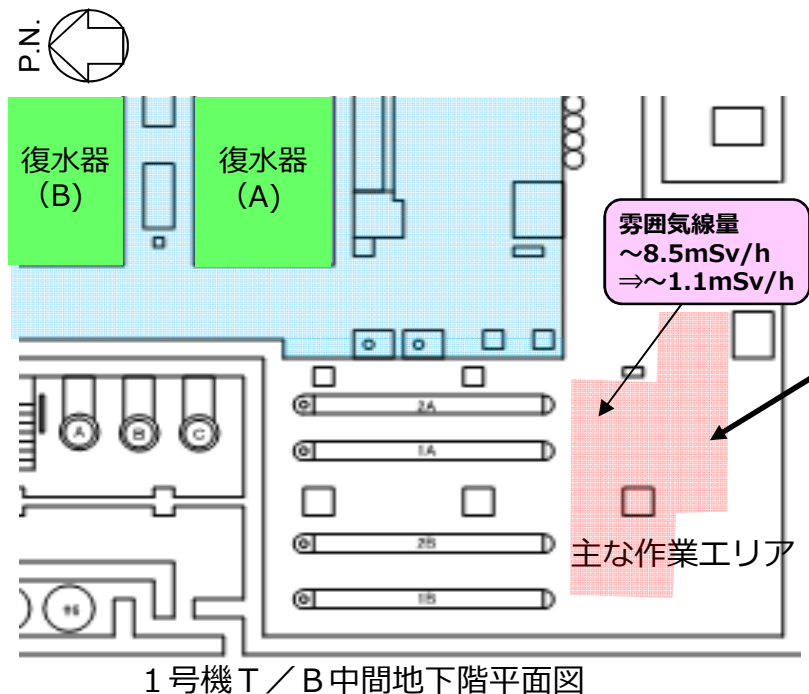 P.N.
復水器
（B)
復水器
（A)
雰囲気線量
～8.5mSv/h
⇒～1.1mSv/h
2A
A
B
C
1A
2B
主な作業エリア
1B
１号機Ｔ／Ｂ中間地下階平面図